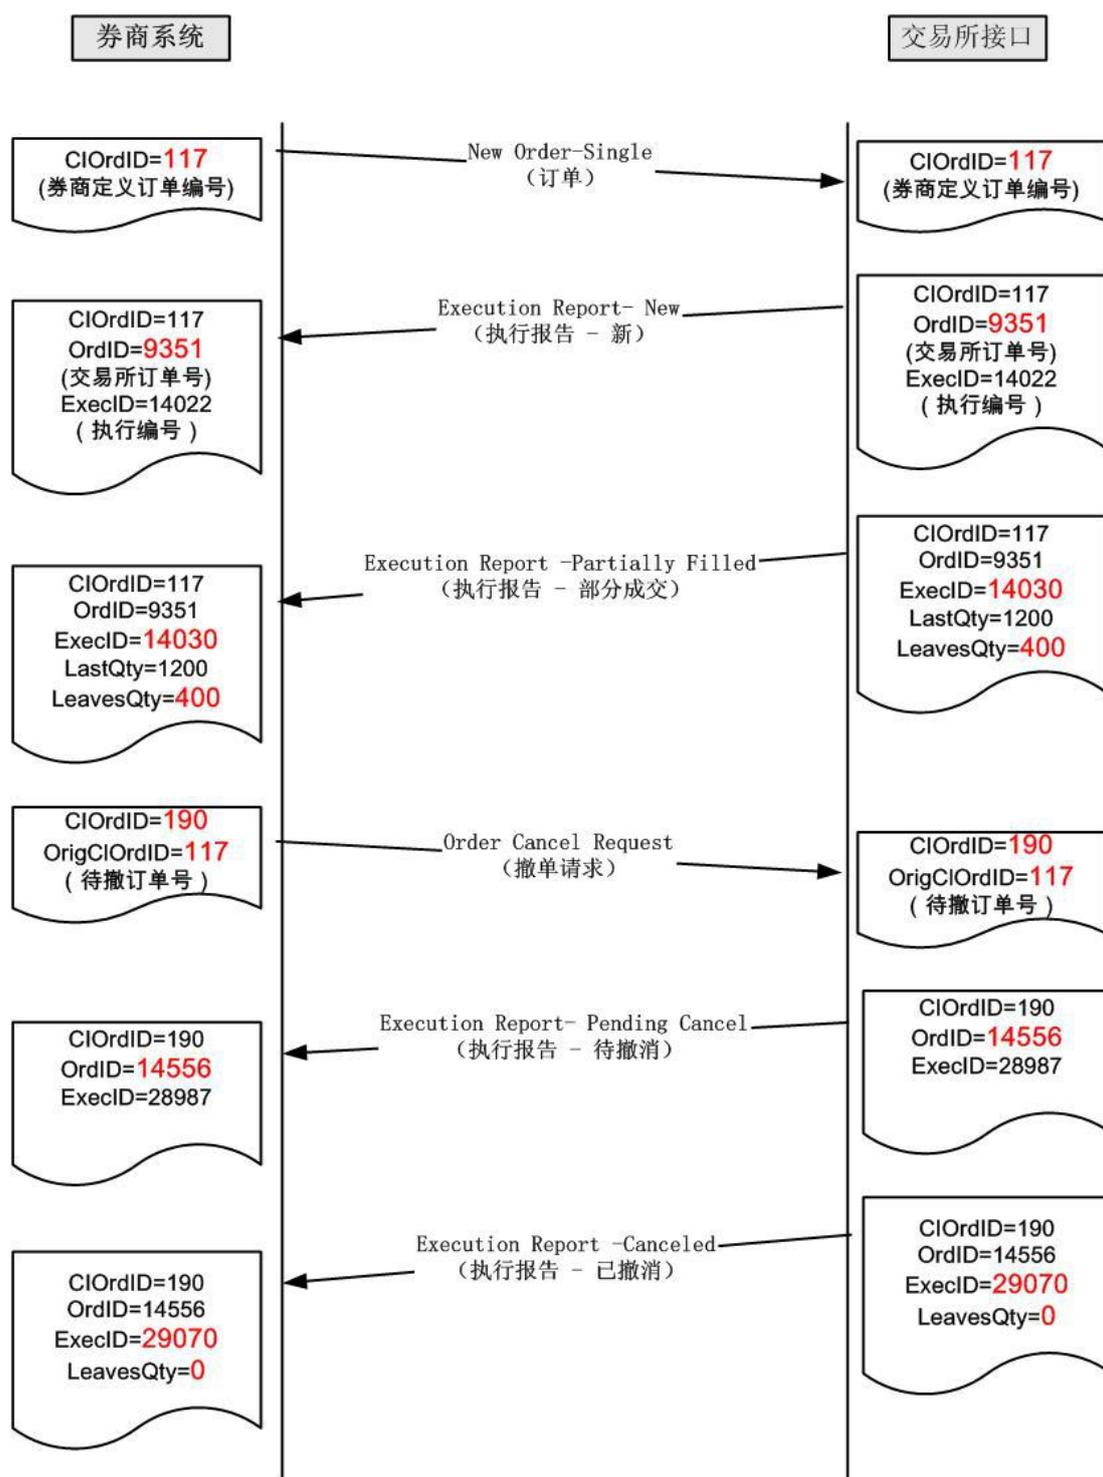 券商系统
交易所接口
ClOrdID=117
(券商定义订单编号)
New Order-Single
（订单）
ClOrdID=117
(券商定义订单编号)
ClOrdID=117
OrdID=9351
(交易所订单号)
ExecID=14022
（执行编号）
Execution Report- New
（执行报告 - 新）
ClOrdID=117
OrdID=9351
(交易所订单号)
ExecID=14022
（执行编号）
ClOrdID=117
OrdID=9351
ExecID=14030
LastQty=1200
LeavesQty=400
Execution Report -Partially Filled
（执行报告 - 部分成交）
ClOrdID=117
OrdID=9351
ExecID=14030
LastQty=1200
LeavesQty=400
ClOrdID=190
OrigClOrdID=117
（待撤订单号）
Order Cancel Request
（撤单请求）
ClOrdID=190
OrigClOrdID=117
（待撤订单号）
ClOrdID=190
OrdID=14556
ExecID=28987
Execution Report- Pending Cancel
（执行报告 - 待撤消）
ClOrdID=190
OrdID=14556
ExecID=28987
ClOrdID=190
OrdID=14556
ExecID=29070
LeavesQty=0
Execution Report -Canceled
（执行报告 - 已撤消）
ClOrdID=190
OrdID=14556
ExecID=29070
LeavesQty=0